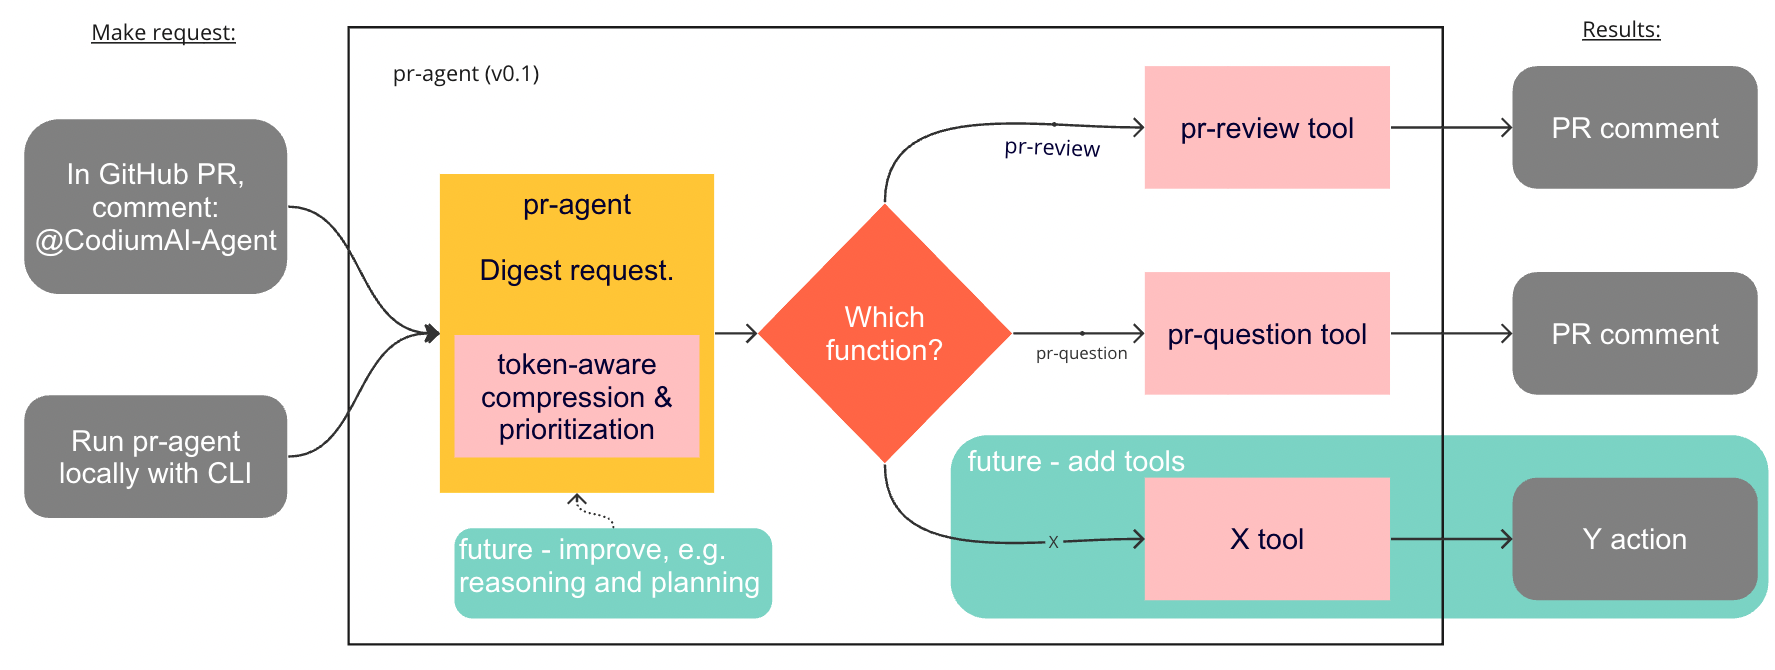 Make request:
Results:
pr-agent (v0.1)
In GitHub PR,
comment:
@CodiumAI-Agent
Run pr-agent
locally with CLI
pr-agent
Digest request.
token-aware
compression &
prioritization
future - improve, e.g.
reasoning and planning
Which
function?
pr-review
pr-review tool
PR comment
pr-question
pr-question tool
PR comment
future - add tools
X
X tool
Y action